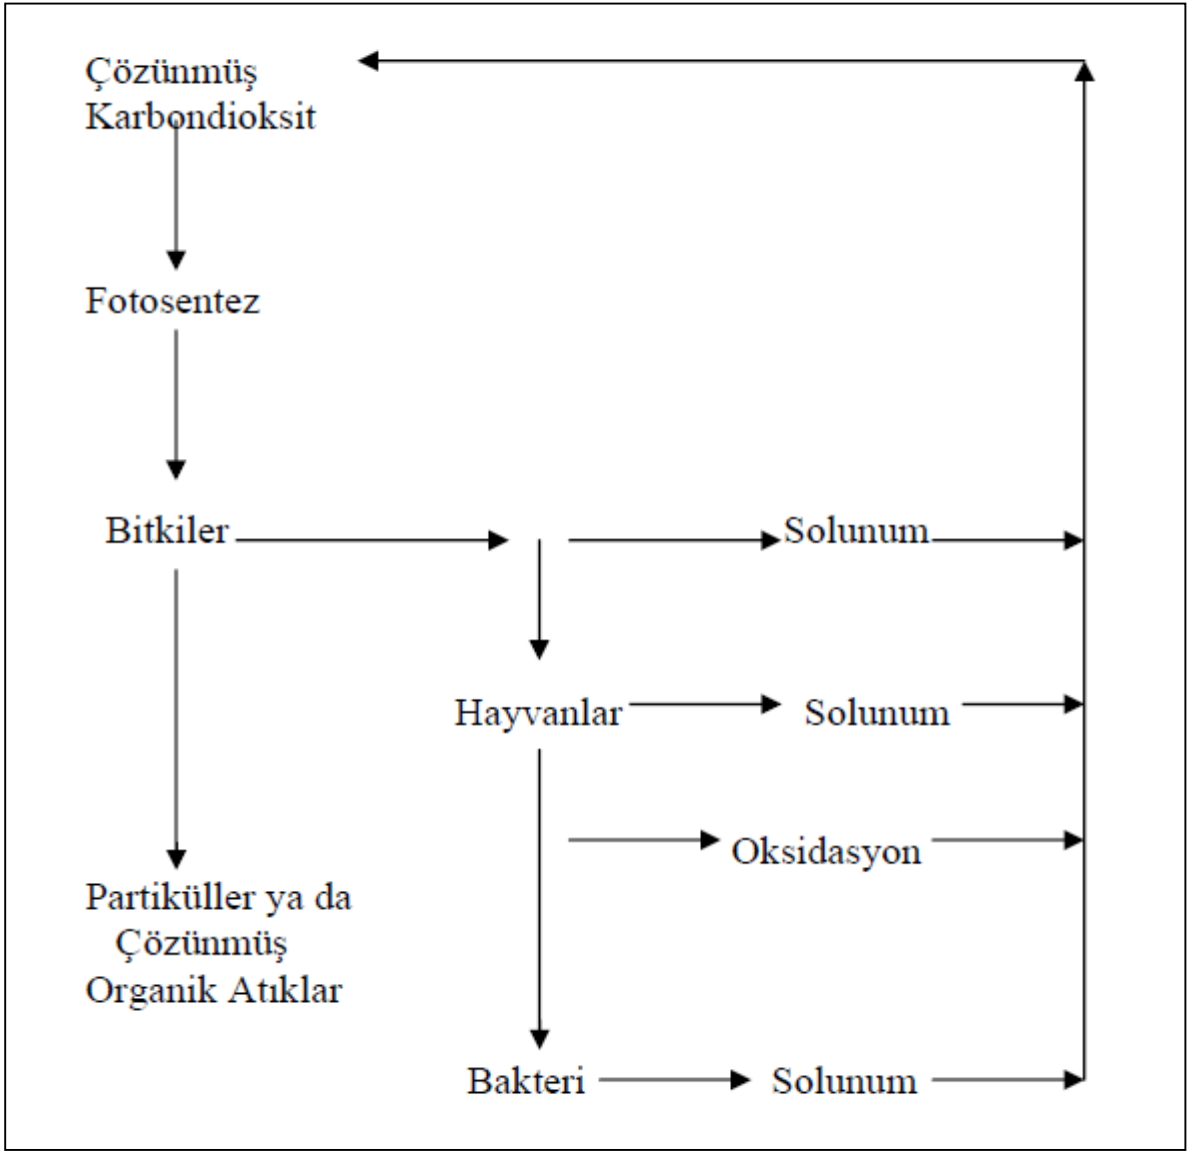 Çözünmüş
Karbondioksit
Fotosentez
Bitkiler
Solunum
Hayvanlar
Solunum
Oksidasyon
Partiküller ya da
Çözünmüş
Organik Atıklar
Bakteri
Solunum